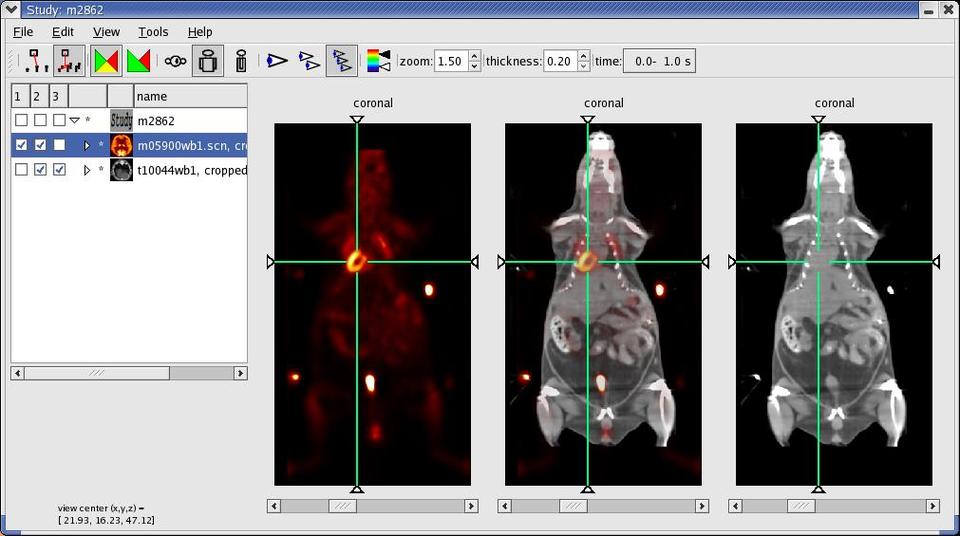 Study: m2862
File Edit View Tools Help
zoom: 1.50 thickness: 0.20 time: 0.0- 1.0 s
1 2 3 name
Study m2862
m05900wb1.scn, cr
t10044wb1, cropped
coronal coronal coronal
view center (x,y,z) =
[ 21.93, 16.23, 47.12]